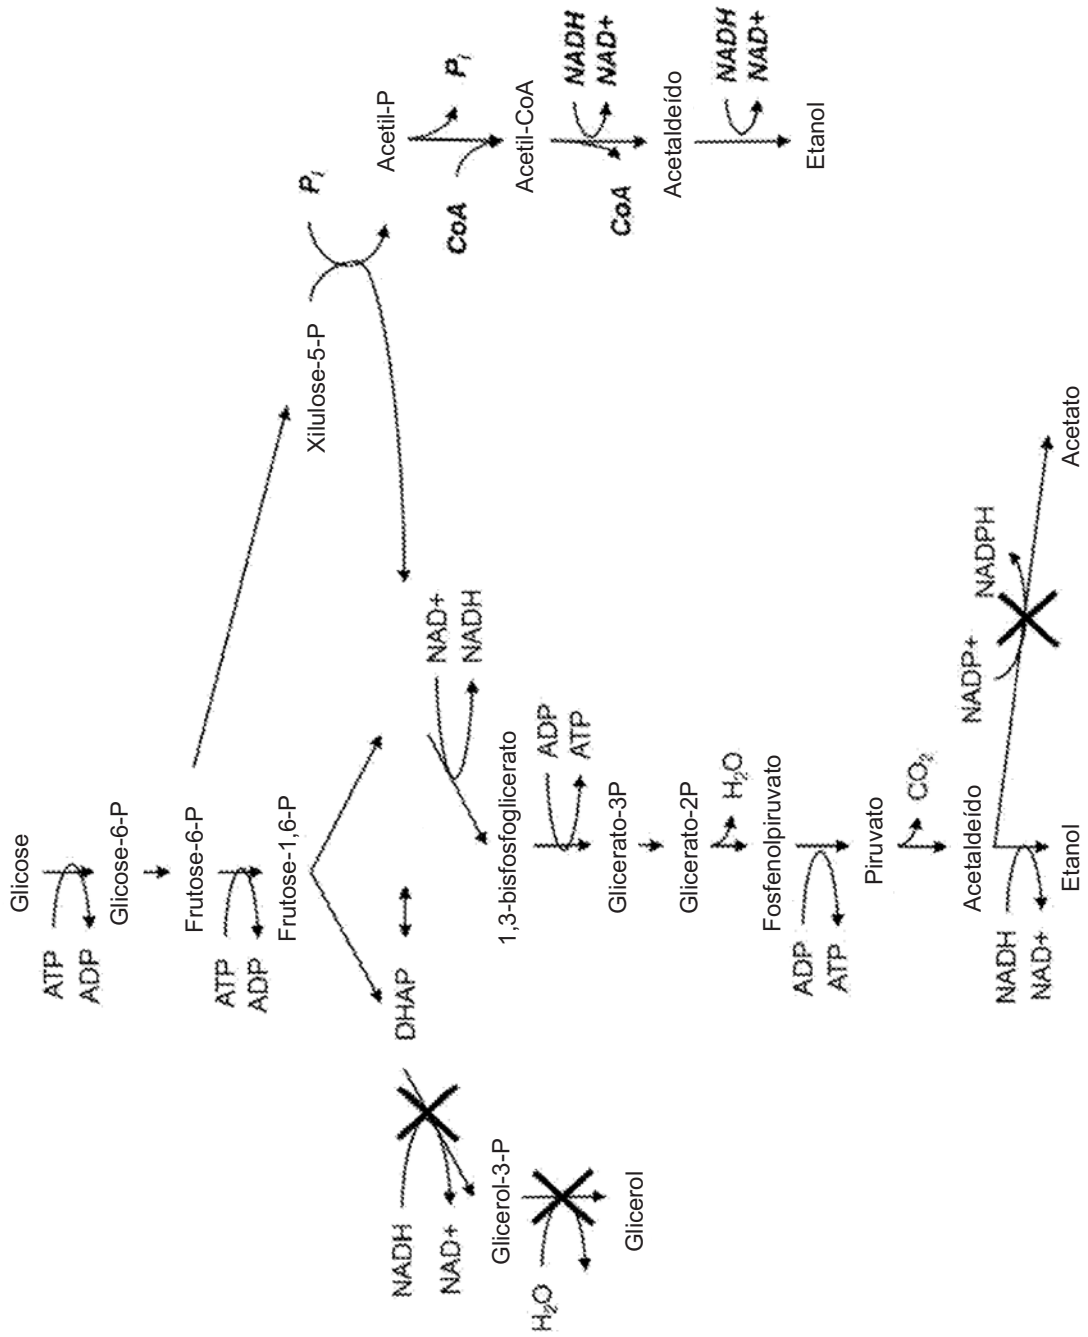 Glicose
ATP
ADP
Glicose-6-P
Frutose-6-P
ATP
ADP
Frutose-1,6-P
Xilulose-5-P
P_i
Acetil-P
CoA
P_i
Acetil-CoA
NADH
NAD+
CoA
Acetaldeído
NADH
NAD+
Etanol
DHAP
NADH
NAD+
Glicerol-3-P
H₂O
Glicerol
NAD+
NADH
1,3-bisfosfoglicerato
ADP
ATP
Glicerato-3P
Glicerato-2P
H₂O
Fosfenolpiruvato
ADP
ATP
Piruvato
CO₂
Acetaldeído
NADH
NAD+
Etanol
NADP+
NADPH
Acetato